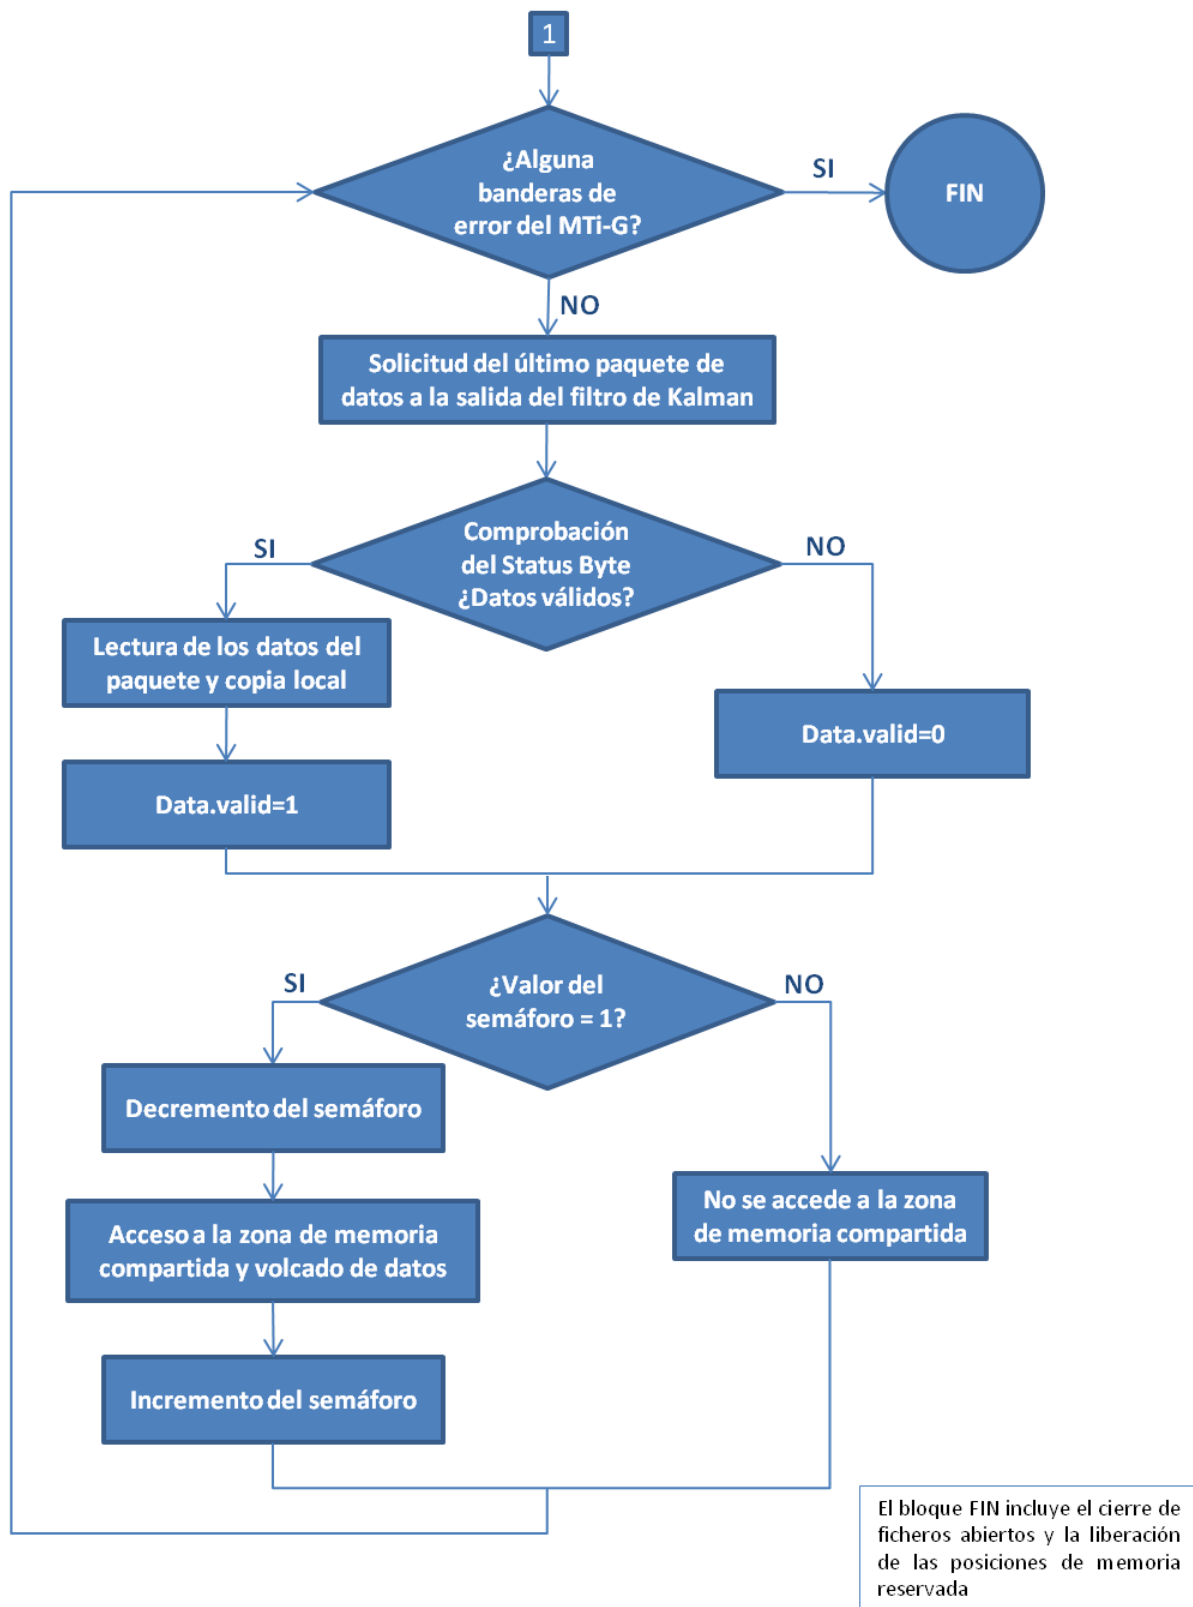 1
¿Alguna
banderas de
error del MTi-G?
SI
FIN
NO
Solicitud del último paquete de
datos a la salida del filtro de Kalman
Comprobación
del Status Byte
¿Datos válidos?
SI
NO
Lectura de los datos del
paquete y copia local
Data.valid=0
Data.valid=1
¿Valor del
semáforo = 1?
SI
NO
Decremento del semáforo
No se accede a la zona
de memoria compartida
Acceso a la zona de memoria
compartida y volcado de datos
Incremento del semáforo
El bloque FIN incluye el cierre de
ficheros abiertos y la liberación
de las posiciones de memoria
reservada